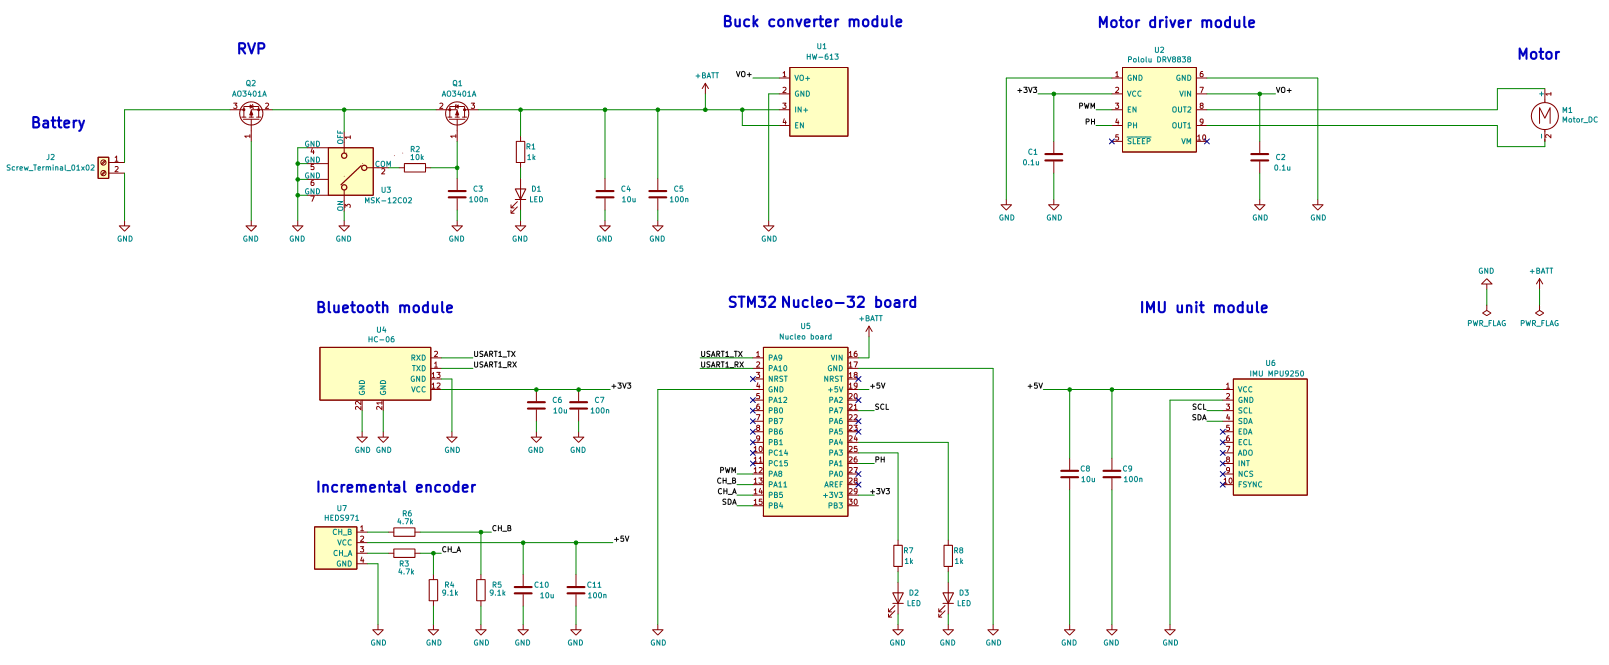 Buck converter module
Motor driver module
RVP
Motor
Battery
J2
Screw_Terminal_01x02
1
2
GND
Q2
AO3401A
3
2
1
GND
OFF
1
GND
4
GND
5
GND
6
GND
7
COM
2
ON
3
U3
MSK-12C02
GND
GND
R2
10k
Q1
AO3401A
2
3
1
C3
100n
GND
R1
1k
D1
LED
GND
C4
10u
GND
C5
100n
GND
+BATT
VO+
U1
HW-613
1 VO+
2 GND
3 IN+
4 EN
GND
U2
Pololu DRV8838
1 GND
2 VCC
3 EN
4 PH
5 SLEEP
GND 6
VIN 7
OUT2 8
OUT1 9
VM 10
+3V3
PWM
PH
VO+
C1
0.1u
GND
GND
C2
0.1u
GND
GND
+
1
M1
Motor_DC
M
-
2
GND
PWR_FLAG
+BATT
PWR_FLAG
Bluetooth module
U4
HC-06
RXD 2 USART1_TX
TXD 1 USART1_RX
GND 13
VCC 12
GND 22
GND 21
+3V3
C6
10u
C7
100n
GND
GND
GND
GND
GND
STM32 Nucleo-32 board
+BATT
U5
Nucleo board
USART1_TX 1 PA9
USART1_RX 2 PA10
3 NRST
4 GND
5 PA12
6 PB0
7 PB7
8 PB6
9 PB1
10 PC14
11 PC15
PWM 12 PA8
CH_B 13 PA11
CH_A 14 PB5
SDA 15 PB4
VIN 16
GND 17
NRST 18
+5V 19 +5V
PA2 20
PA7 21 SCL
PA6 22
PA5 23
PA4 24
PA3 25
PA1 26 PH
PA0 27
AREF 28
+3V3 29 +3V3
PB3 30
GND
R7
1k
D2
LED
GND
R8
1k
D3
LED
GND
GND
IMU unit module
U6
IMU MPU9250
+5V
1 VCC
2 GND
SCL 3 SCL
SDA 4 SDA
5 EDA
6 ECL
7 ADO
8 INT
9 NCS
10 FSYNC
C8
10u
C9
100n
GND
GND
GND
Incremental encoder
U7
HEDS971
CH_B 1
VCC 2
CH_A 3
GND 4
R6
4.7k
CH_B
+5V
R3
4.7k
CH_A
R4
9.1k
R5
9.1k
C10
10u
C11
100n
GND
GND
GND
GND
GND